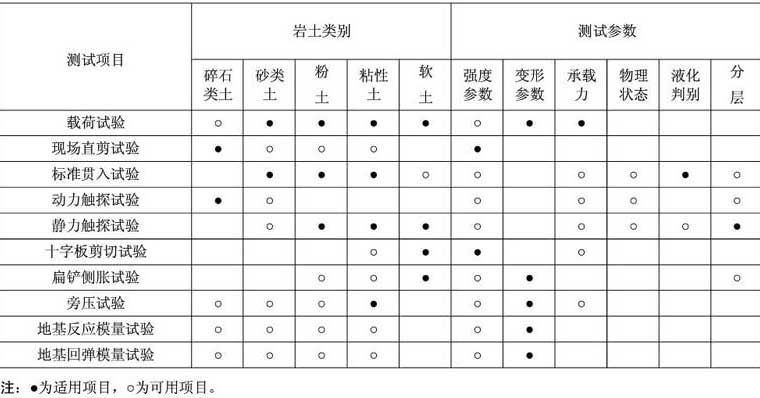 测试项目 岩土类别 测试参数
碎石类土 砂类土 粉土 粘性土 软土 强度参数 变形参数 承载力 物理状态 液化判别 分层
载荷试验 ○ ● ● ● ● ○ ● ●
现场直剪试验 ● ○ ○ ○ ●
标准贯入试验 ● ● ● ○ ○ ○ ○ ● ○
动力触探试验 ● ○ ○ ○ ○ ○
静力触探试验 ○ ● ● ● ○ ○ ○ ○ ●
十字板剪切试验 ○ ● ● ○
扁铲侧胀试验 ○ ○ ● ○ ● ○
旁压试验 ○ ○ ○ ● ○ ● ○
地基反应模量试验 ○ ○ ○ ○ ○ ●
地基回弹模量试验 ○ ○ ○ ○ ○ ●
注：●为适用项目，○为可用项目。